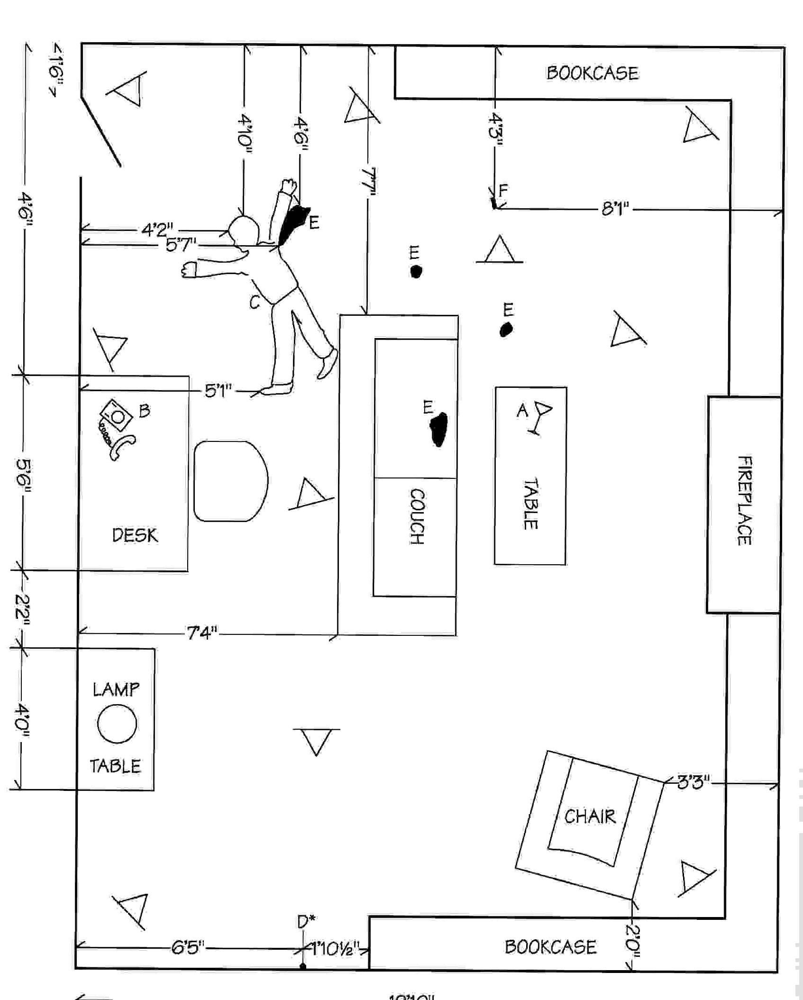 1'6"
BOOKCASE
4'10"
4'6"
4'3"
7'7"
F
8'1"
4'6"
E
4'2"
5'7"
E
C
E
5'1"
B
E
A
5'6"
FIREPLACE
TABLE
COUCH
DESK
2'2"
7'4"
LAMP
TABLE
4'0"
3'3"
CHAIR
D*
6'5"
1'10½"
BOOKCASE
2'0"